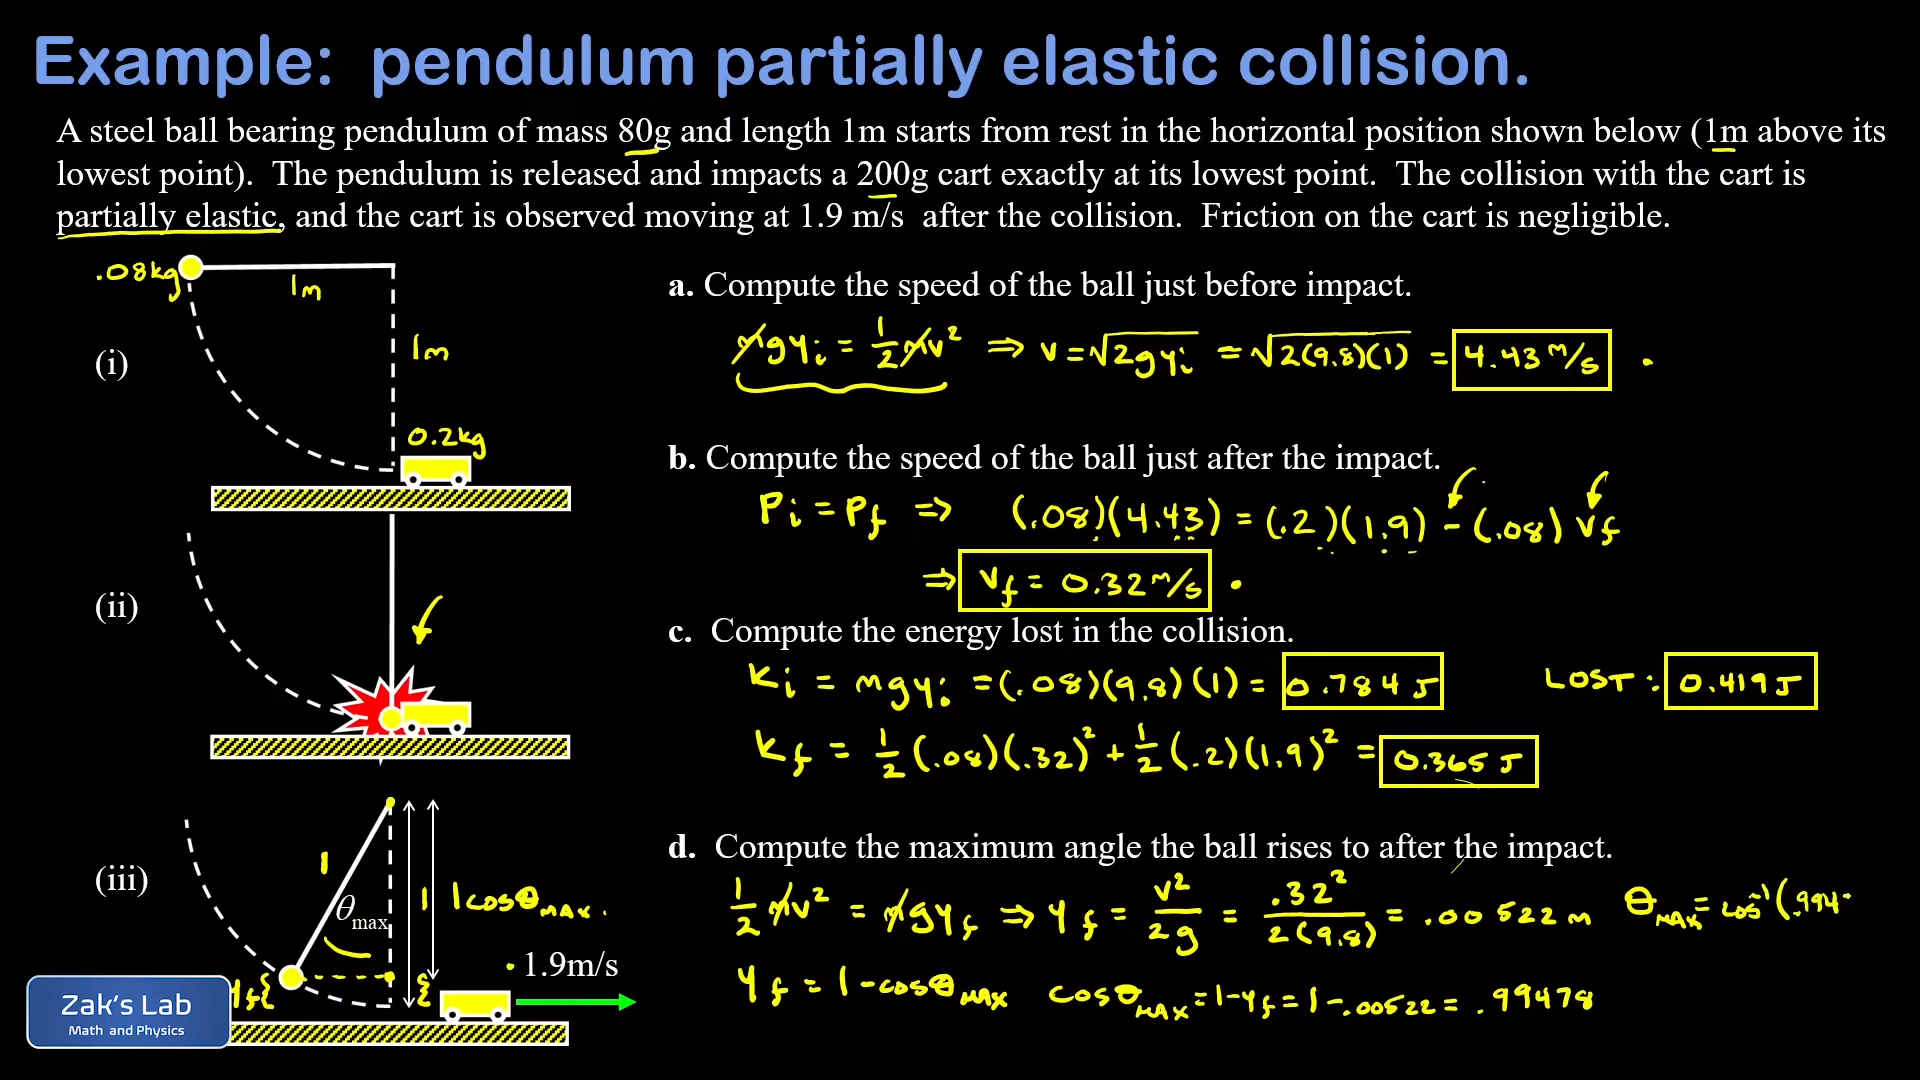 Example: pendulum partially elastic collision.
A steel ball bearing pendulum of mass 80g and length 1m starts from rest in the horizontal position shown below (1m above its
lowest point). The pendulum is released and impacts a 200g cart exactly at its lowest point. The collision with the cart is
partially elastic, and the cart is observed moving at 1.9 m/s after the collision. Friction on the cart is negligible.
.08kg
1m
(i)
1m
0.2kg
(ii)
(iii)
1
θmax
1
1cosθMAX.
yf{
{
1.9m/s
Zak's Lab
Math and Physics
a. Compute the speed of the ball just before impact.
mgyi = 1/2 mv² ⇒ v = √2gyi = √2(9.8)(1) = 4.43 m/s
b. Compute the speed of the ball just after the impact.
Pi = Pf ⇒ (.08)(4.43) = (.2)(1.9) - (.08) vf
⇒ vf = 0.32 m/s
c. Compute the energy lost in the collision.
Ki = mgyi = (.08)(9.8)(1) = 0.784 J LOST: 0.419 J
Kf = 1/2 (.08)(.32)² + 1/2 (.2)(1.9)² = 0.365 J
d. Compute the maximum angle the ball rises to after the impact.
1/2 mv² = mgyf ⇒ yf = v²/2g = .32²/2(9.8) = .00522 m θMAX = cos⁻¹(.994
yf = 1 - cosθMAX cosθMAX = 1 - yf = 1 - .00522 = .99478